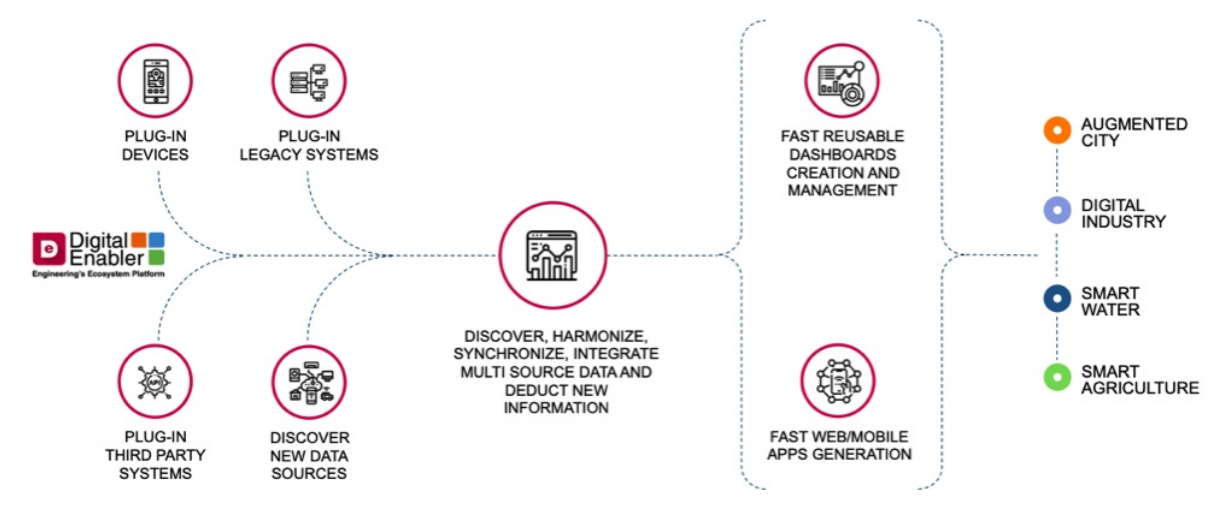 PLUG-IN
DEVICES
PLUG-IN
LEGACY SYSTEMS
e
Digital
Enabler
Engineering's Ecosystem Platform
API
PLUG-IN
THIRD PARTY
SYSTEMS
DISCOVER
NEW DATA
SOURCES
DISCOVER, HARMONIZE,
SYNCHRONIZE, INTEGRATE
MULTI SOURCE DATA AND
DEDUCT NEW
INFORMATION
FAST REUSABLE
DASHBOARDS
CREATION AND
MANAGEMENT
FAST WEB/MOBILE
APPS GENERATION
AUGMENTED
CITY
DIGITAL
INDUSTRY
SMART
WATER
SMART
AGRICULTURE